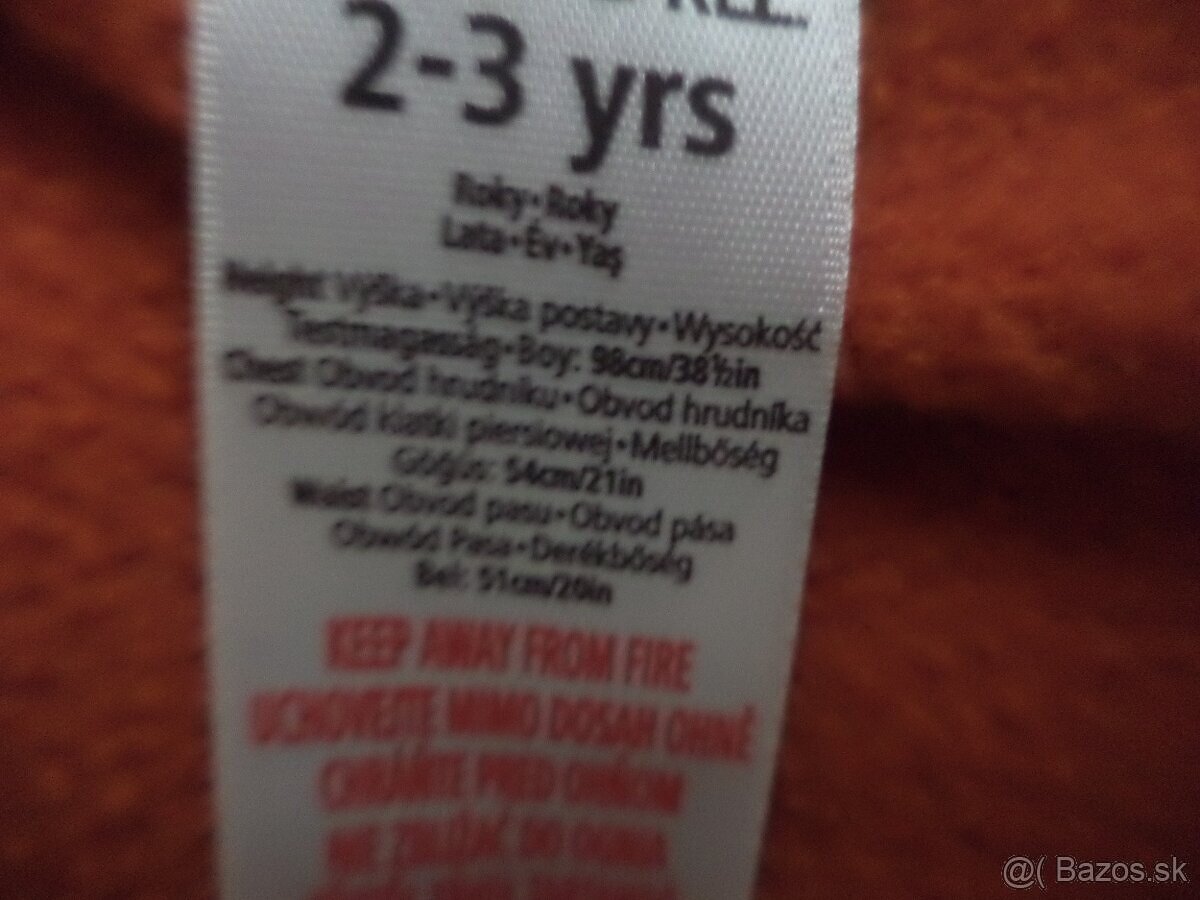 2-3 yrs
Roky•Roky
Lata•Év•Yaş
Height Výška•Výška postavy•Wysokość
Testmagasság•Boy: 98cm/38½in
Chest Obvod hrudníku•Obvod hrudníka
Obwód klatki piersiowej•Mellbőség
Göğüs: 54cm/21in
Waist Obvod pasu•Obvod pása
Obwód Pasa•Derékbőség
Bel: 51cm/20in
KEEP AWAY FROM FIRE
UCHOVEJTE MIMO DOSAH OHNĚ
CHRÁŇTE PRED OHŇOM
NIE ZBLIŻAĆ DO OGNIA
@( Bazos.sk